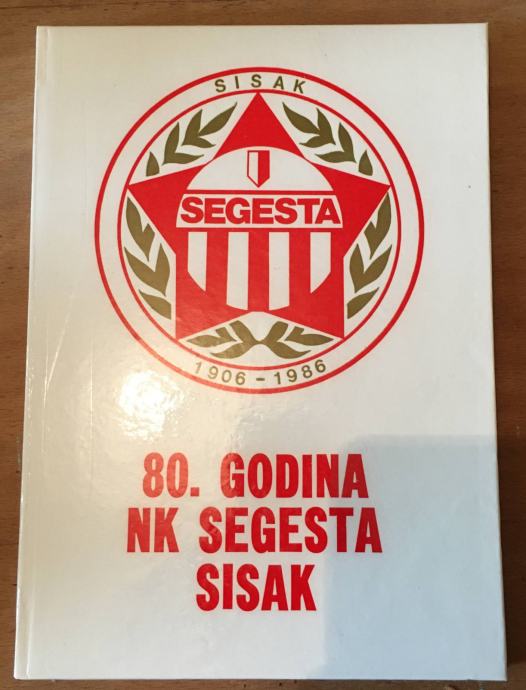 SISAK
SEGESTA
1906 - 1986
80. GODINA
NK SEGESTA
SISAK